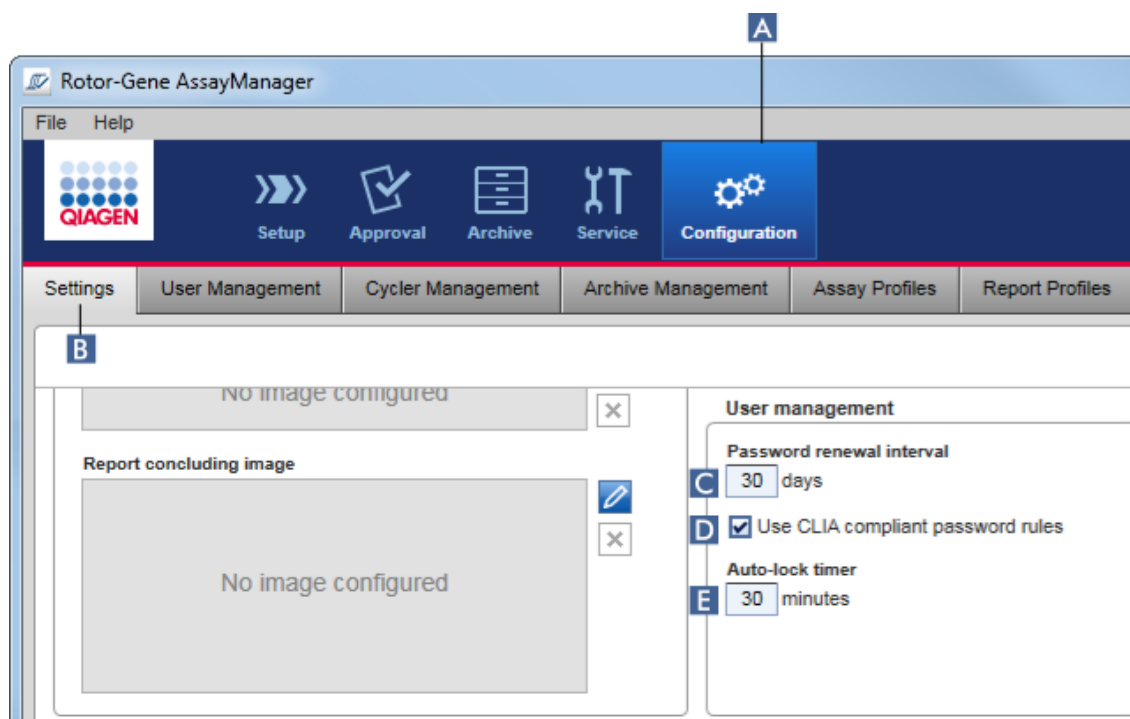 A
Rotor-Gene AssayManager
File Help
QIAGEN
Setup Approval Archive Service Configuration
Settings User Management Cycler Management Archive Management Assay Profiles Report Profiles
B
No image configured
Report concluding image
No image configured
User management
Password renewal interval
C 30 days
D Use CLIA compliant password rules
Auto-lock timer
E 30 minutes